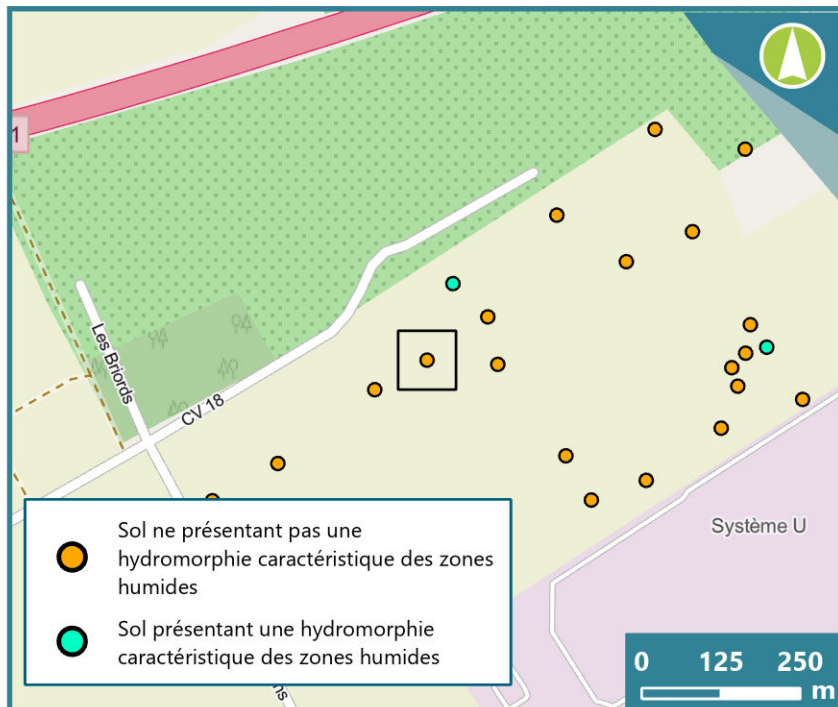 1
Les Briords
CV 18
Système U
Sol ne présentant pas une
hydromorphie caractéristique des zones
humides
Sol présentant une hydromorphie
caractéristique des zones humides
ns
0 125 250
m